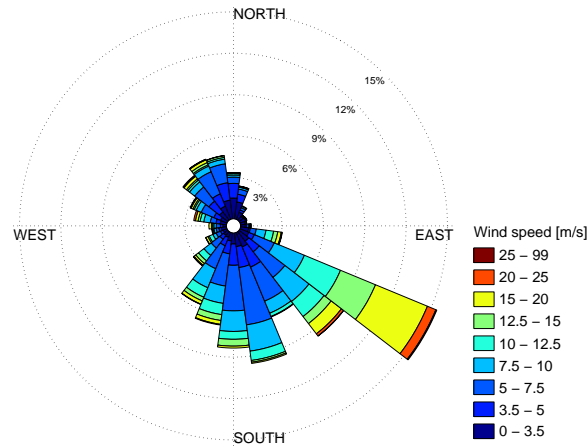 NORTH
15%
12%
9%
6%
3%
WEST
EAST
SOUTH
Wind speed [m/s]
25 – 99
20 – 25
15 – 20
12.5 – 15
10 – 12.5
7.5 – 10
5 – 7.5
3.5 – 5
0 – 3.5